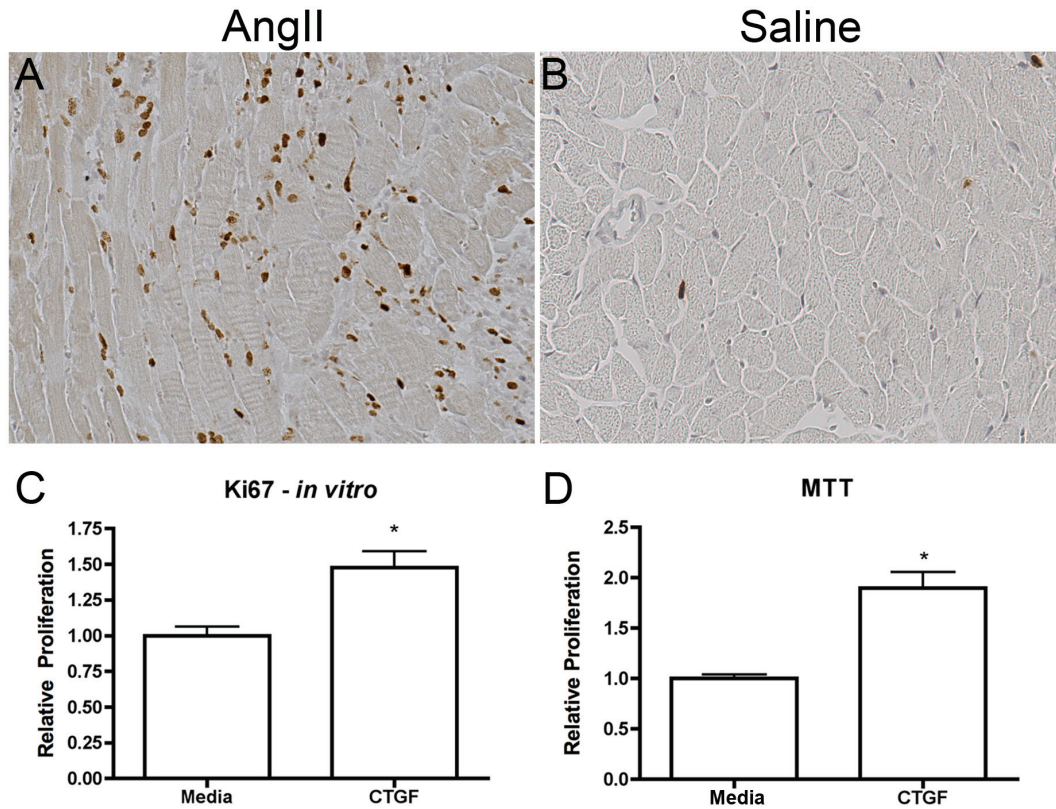 AngII
Saline
A
B
C
Ki67 - in vitro
Relative Proliferation
1.75
1.50
1.25
1.00
0.75
0.50
0.25
0.00
*
Media
CTGF
D
MTT
Relative Proliferation
2.5
2.0
1.5
1.0
0.5
0.0
*
Media
CTGF